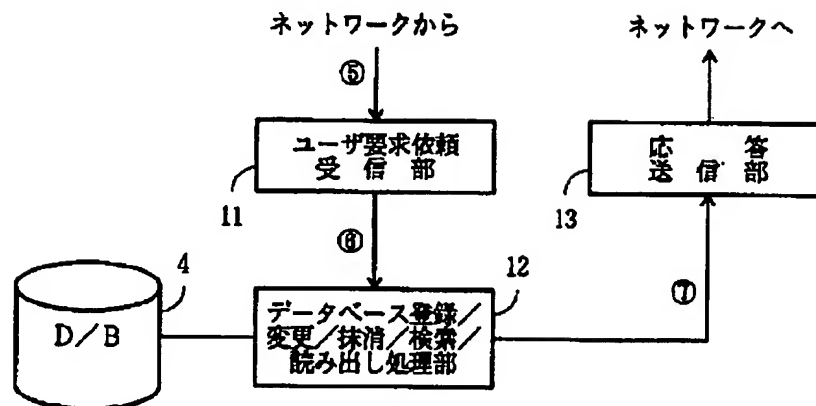 ネットワークから
ネットワークへ
⑤
ユーザ要求依頼
受信部
11
応答
送信部
13
⑥
4
D/B
12
データベース登録/
変更/抹消/検索/
読み出し処理部
⑦